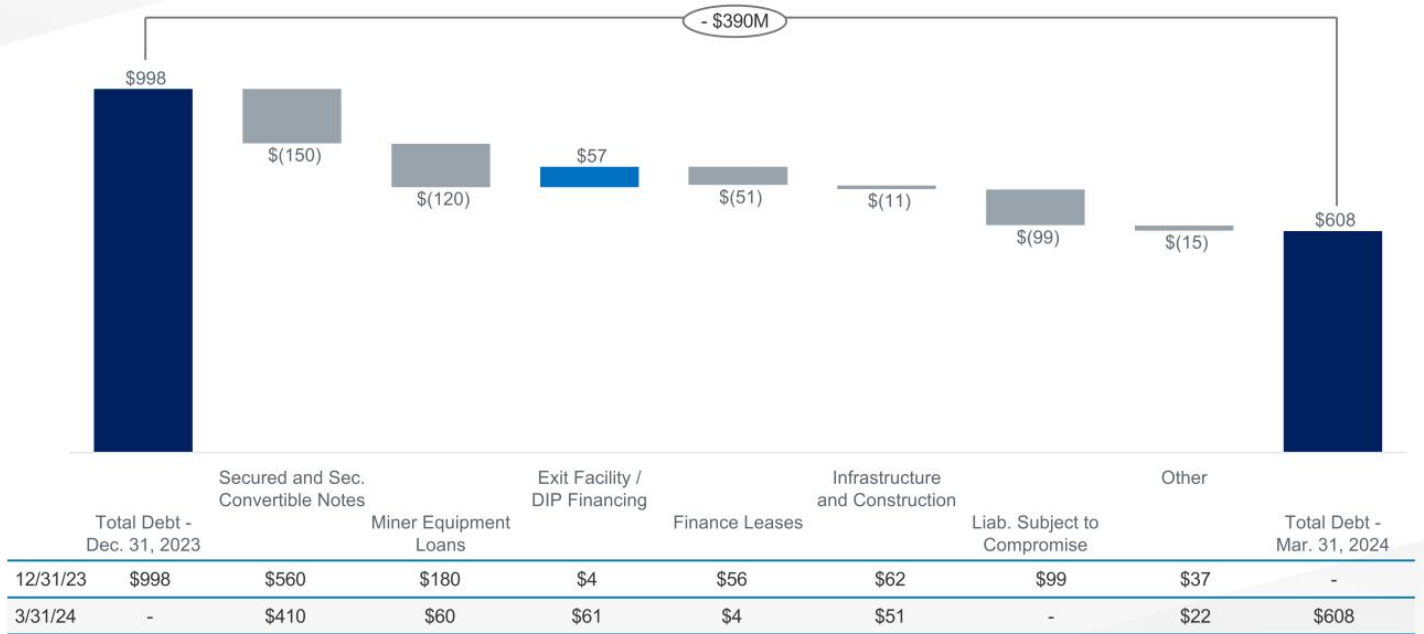 - $390M
$998
$(150)
$(120)
$57
$(51)
$(11)
$(99)
$(15)
$608
Total Debt -
Dec. 31, 2023
Secured and Sec.
Convertible Notes
Miner Equipment
Loans
Exit Facility /
DIP Financing
Finance Leases
Infrastructure
and Construction
Liab. Subject to
Compromise
Other
Total Debt -
Mar. 31, 2024
12/31/23 $998 $560 $180 $4 $56 $62 $99 $37 -
3/31/24 - $410 $60 $61 $4 $51 - $22 $608